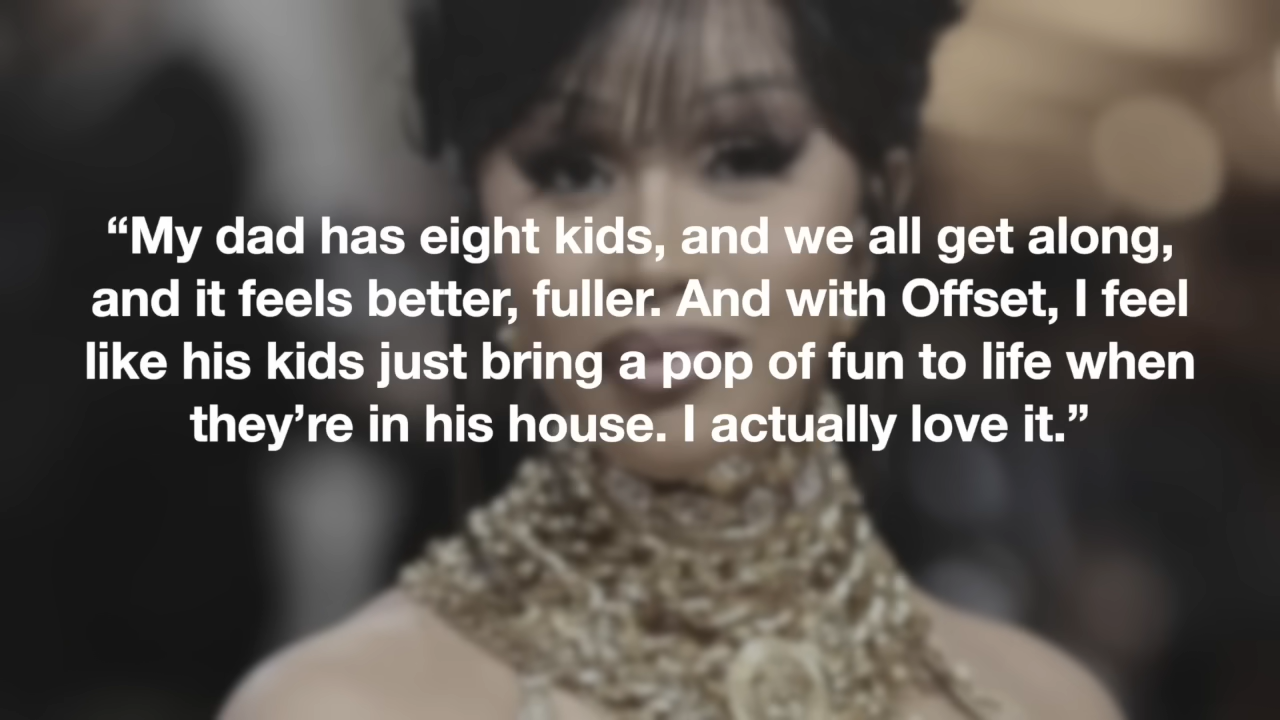 “My dad has eight kids, and we all get along,
and it feels better, fuller. And with Offset, I feel
like his kids just bring a pop of fun to life when
they’re in his house. I actually love it.”